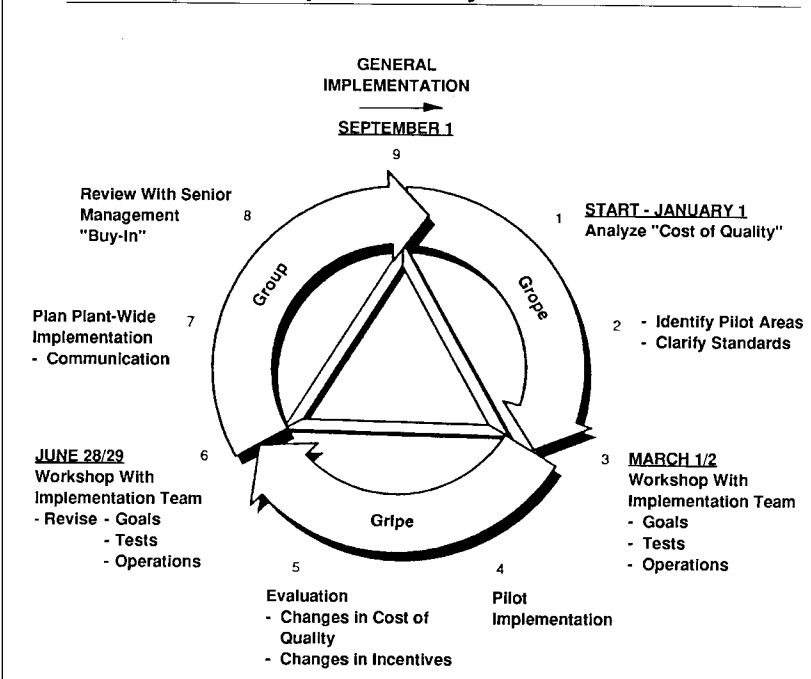 GENERAL
IMPLEMENTATION
SEPTEMBER 1
9
1
START - JANUARY 1
Analyze "Cost of Quality"
2
- Identify Pilot Areas
- Clarify Standards
3
MARCH 1/2
Workshop With
Implementation Team
- Goals
- Tests
- Operations
4
Pilot
Implementation
5
Evaluation
- Changes in Cost of
Quality
- Changes in Incentives
6
JUNE 28/29
Workshop With
Implementation Team
- Revise - Goals
- Tests
- Operations
7
Plan Plant-Wide
Implementation
- Communication
8
Review With Senior
Management
"Buy-In"
Group
Grope
Gripe